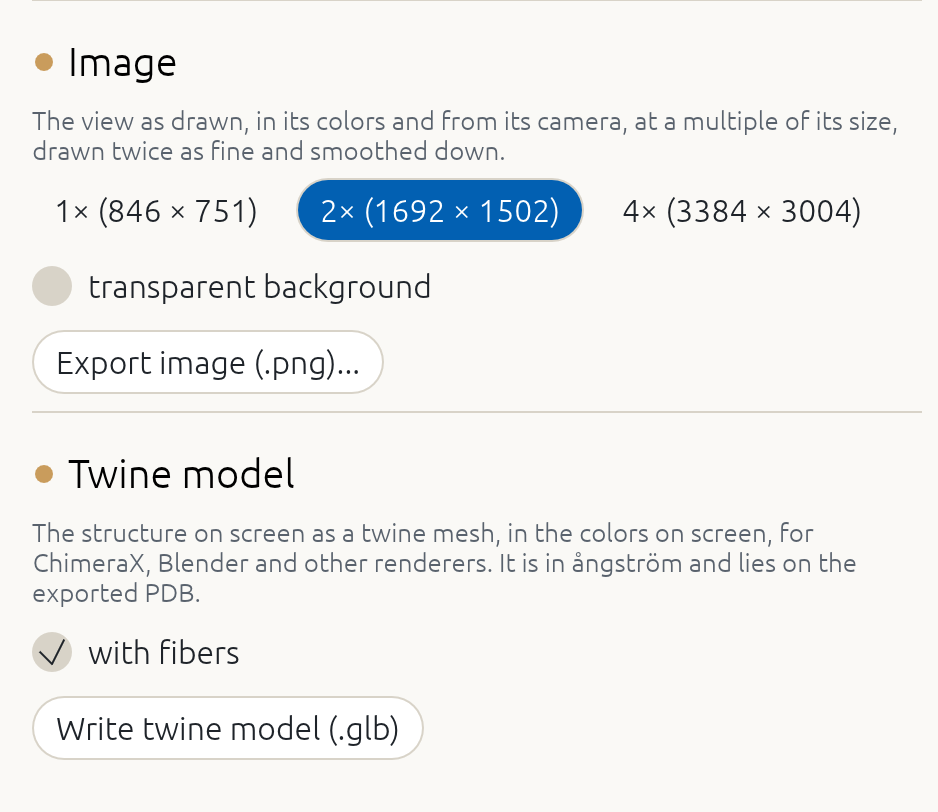 Image
The view as drawn, in its colors and from its camera, at a multiple of its size,
drawn twice as fine and smoothed down.
1× (846 × 751) 2× (1692 × 1502) 4× (3384 × 3004)
transparent background
Export image (.png)...
Twine model
The structure on screen as a twine mesh, in the colors on screen, for
ChimeraX, Blender and other renderers. It is in ångström and lies on the
exported PDB.
with fibers
Write twine model (.glb)